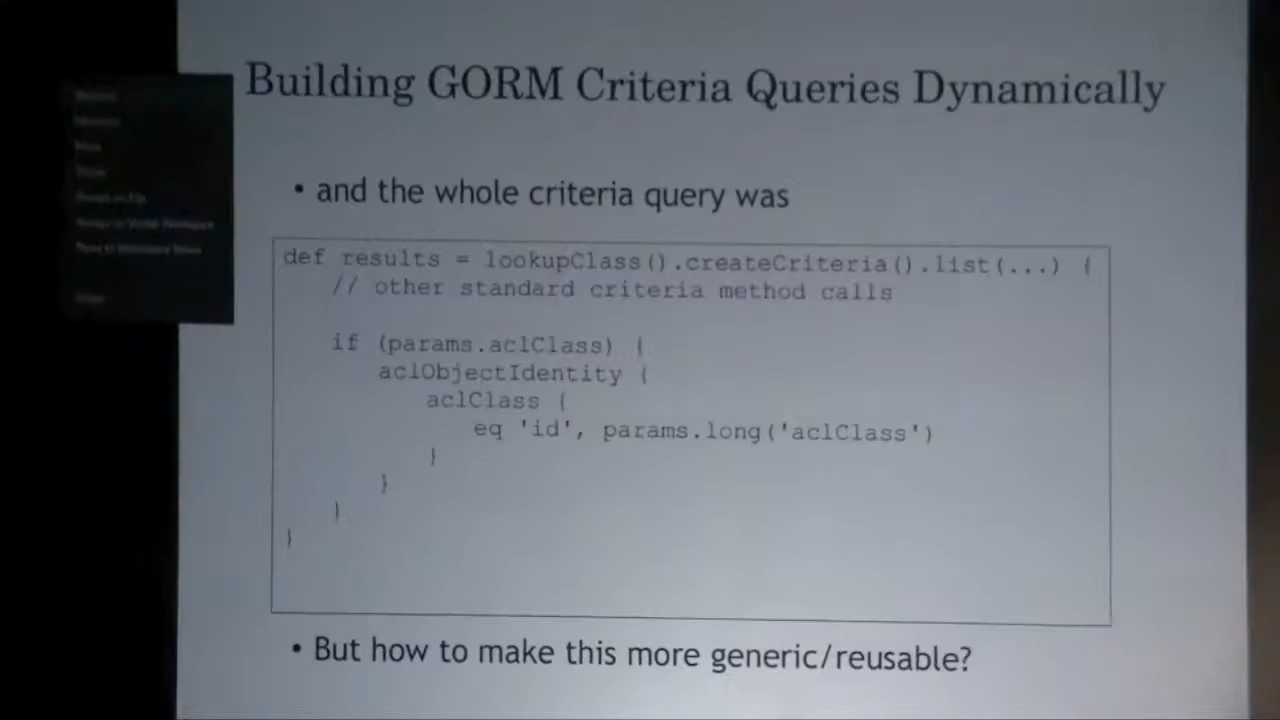 Building GORM Criteria Queries Dynamically
• and the whole criteria query was
def results = lookupClass().createCriteria().list(...) {
// other standard criteria method calls
if (params.aclClass) {
aclObjectIdentity {
aclClass {
eq 'id', params.long('aclClass')
}
}
}
}
• But how to make this more generic/reusable?